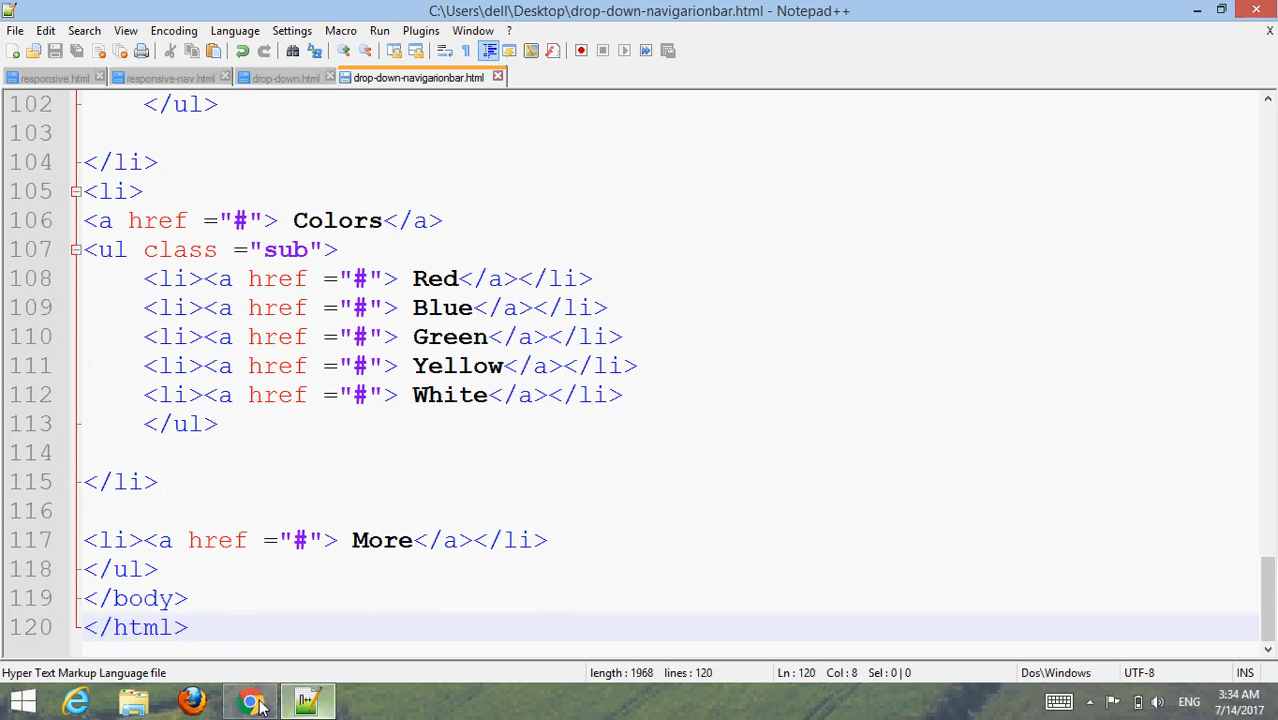 C:\Users\dell\Desktop\drop-down-navigarionbar.html - Notepad++
File Edit Search View Encoding Language Settings Macro Run Plugins Window ? X
responsive.html responsive-nav.html drop-down.html drop-down-navigarionbar.html
102 </ul>
103
104 </li>
105 <li>
106 <a href ="#"> Colors</a>
107 <ul class ="sub">
108 <li><a href ="#"> Red</a></li>
109 <li><a href ="#"> Blue</a></li>
110 <li><a href ="#"> Green</a></li>
111 <li><a href ="#"> Yellow</a></li>
112 <li><a href ="#"> White</a></li>
113 </ul>
114
115 </li>
116
117 <li><a href ="#"> More</a></li>
118 </ul>
119 </body>
120 </html>
Hyper Text Markup Language file length : 1968 lines : 120 Ln : 120 Col : 8 Sel : 0 | 0 Dos\Windows UTF-8 INS
ENG 3:34 AM
7/14/2017